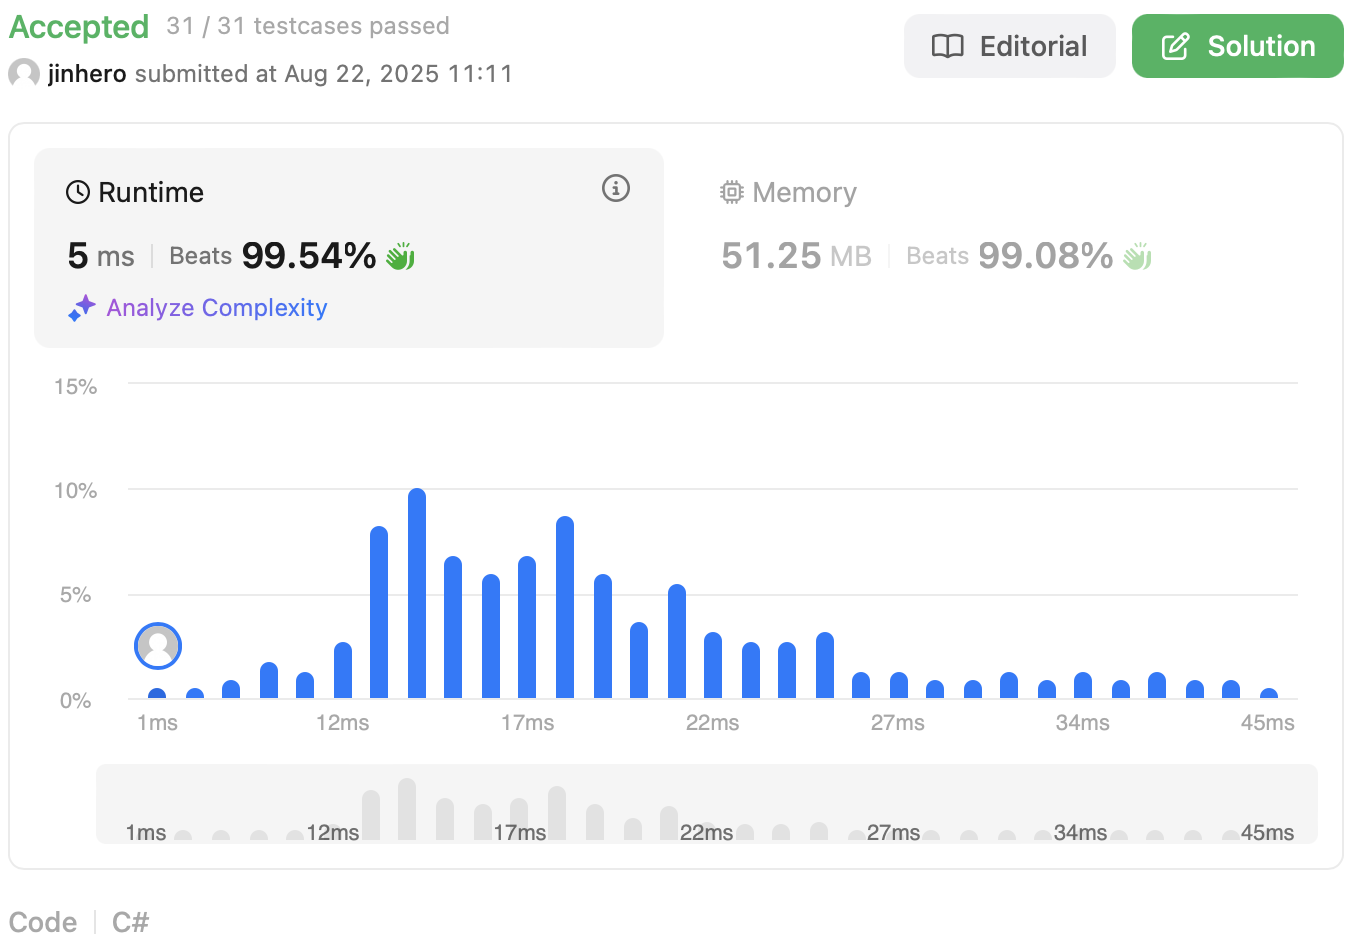 Accepted 31 / 31 testcases passed
Editorial
Solution
jinhero submitted at Aug 22, 2025 11:11
Runtime
5 ms Beats 99.54%
Analyze Complexity
Memory
51.25 MB Beats 99.08%
15%
10%
5%
0%
1ms 12ms 17ms 22ms 27ms 34ms 45ms
1ms 12ms 17ms 22ms 27ms 34ms 45ms
Code C#